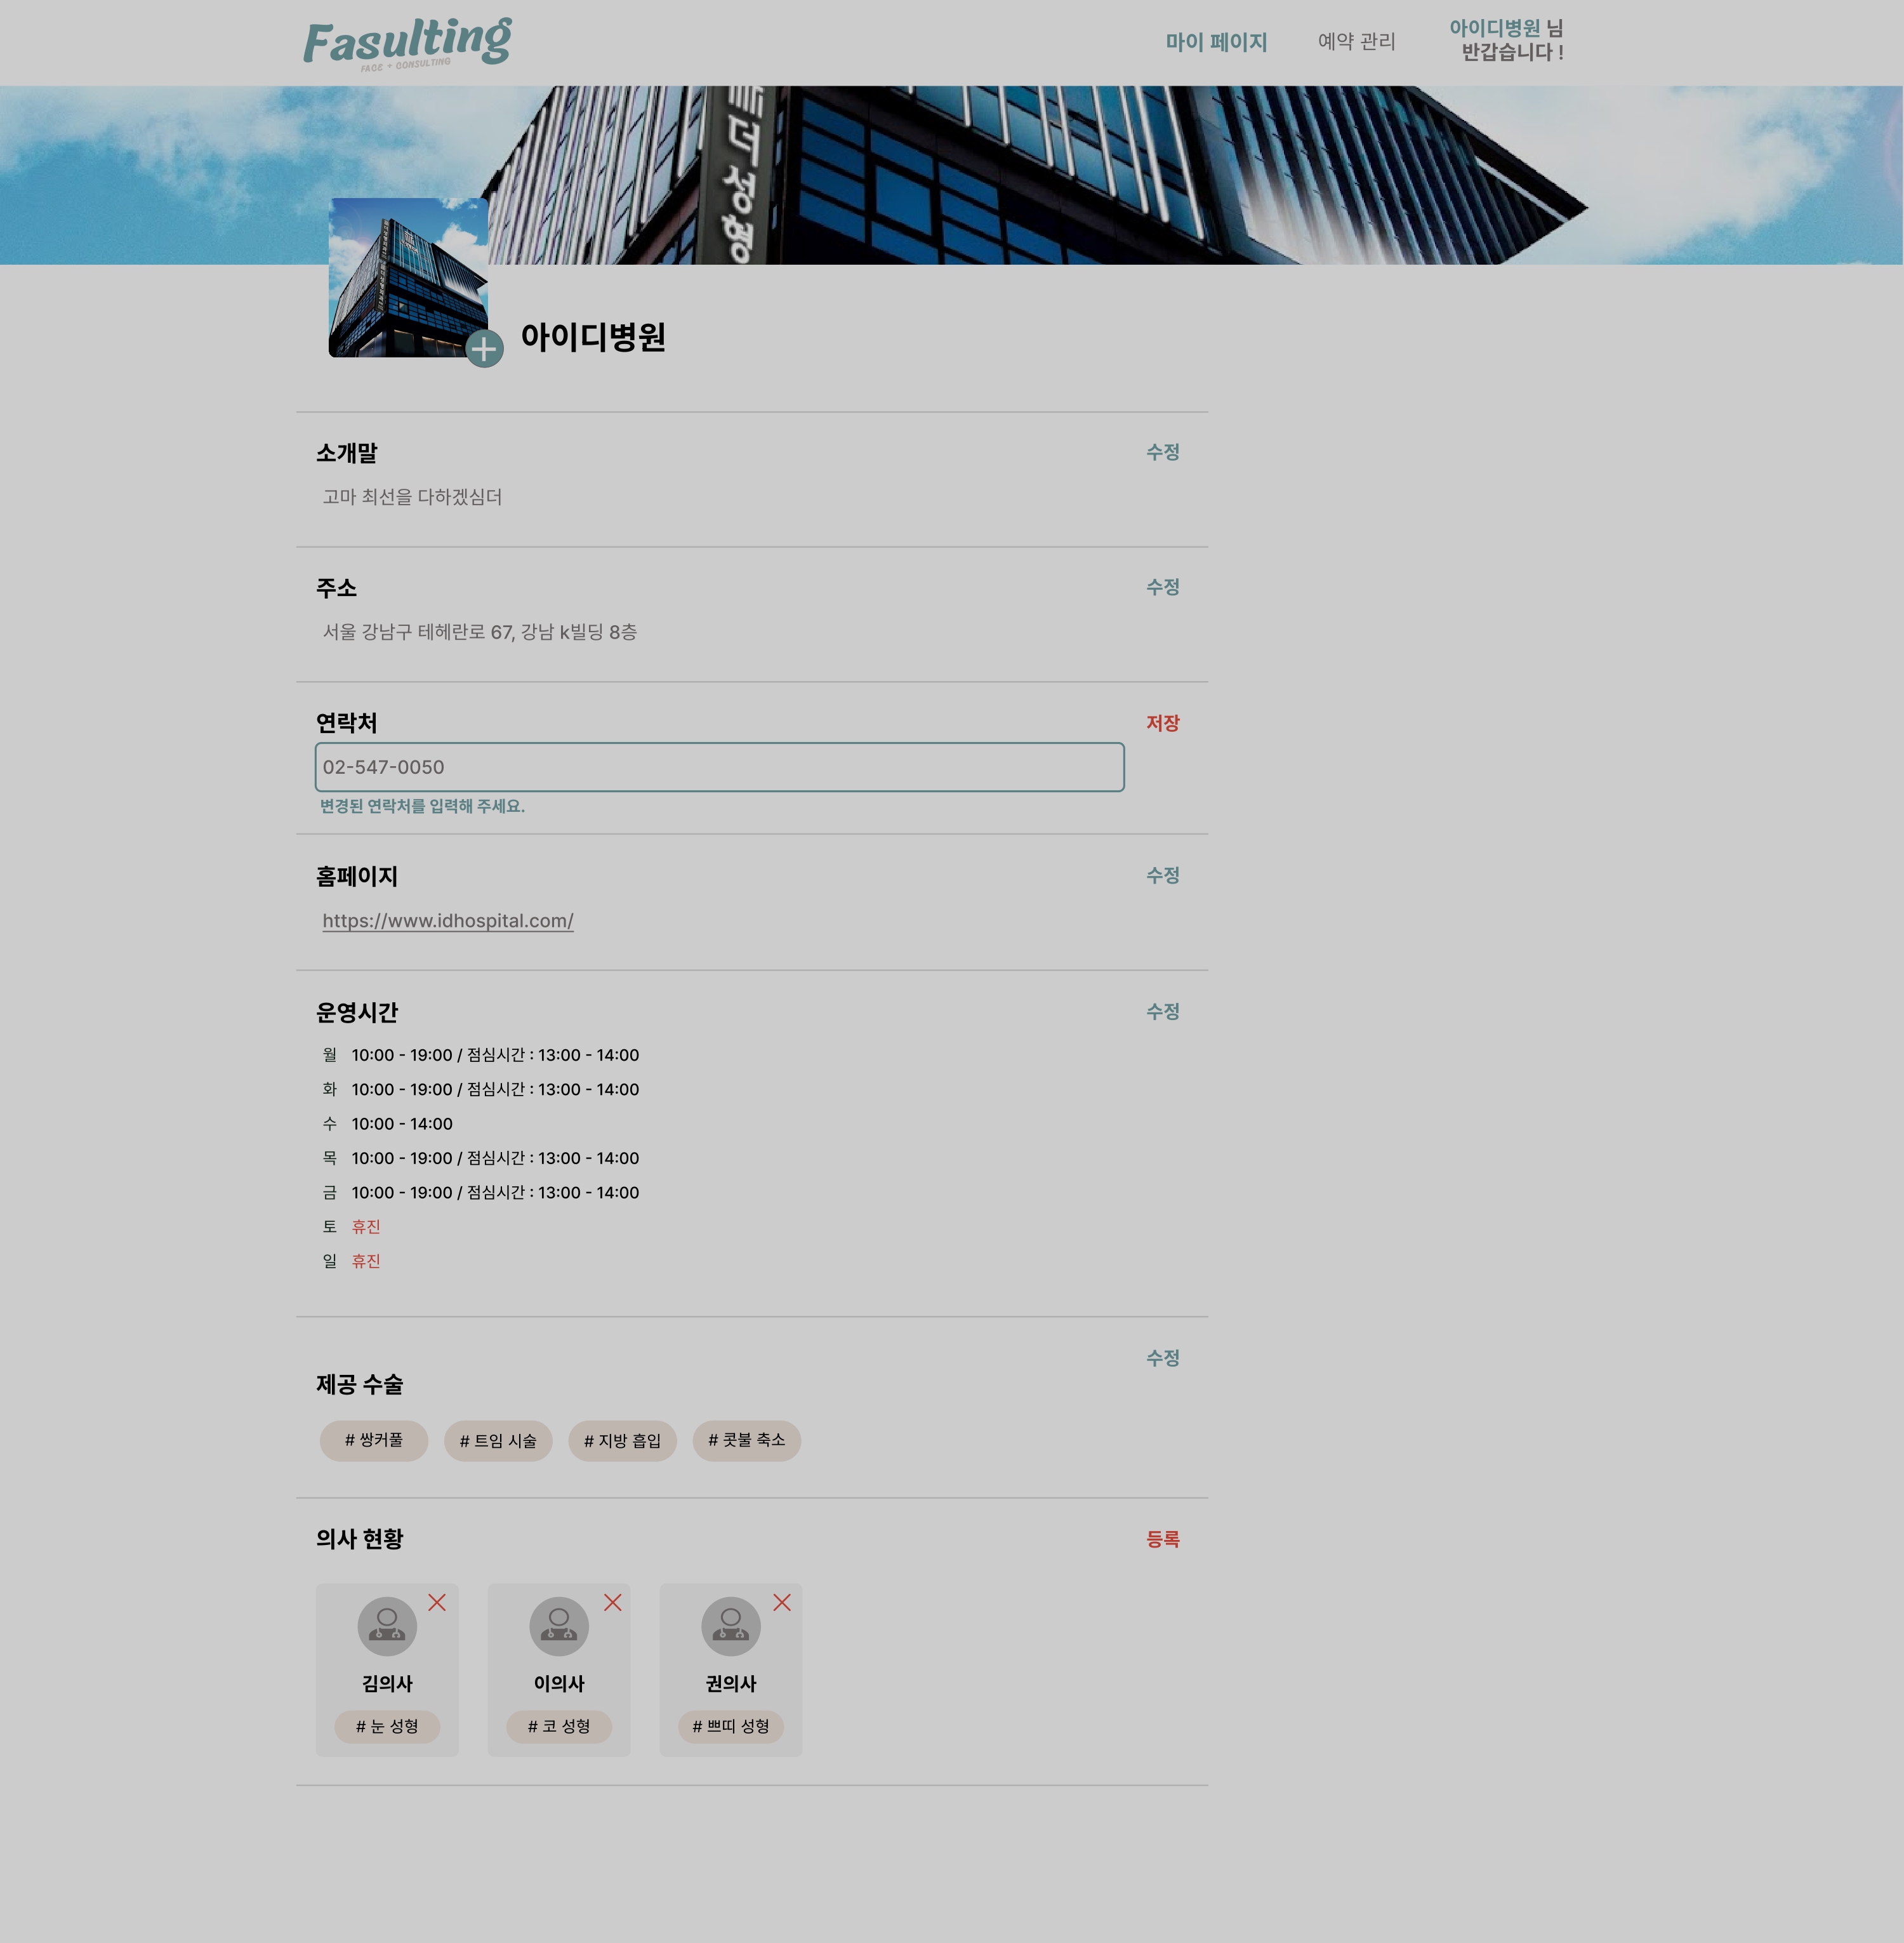 Fasulting
FACE + CONSULTING
마이 페이지
예약 관리
아이디병원 님
반갑습니다 !
더성형
아이디병원
소개말
수정
고마 최선을 다하겠심더
주소
수정
서울 강남구 테헤란로 67, 강남 k빌딩 8층
연락처
저장
02-547-0050
변경된 연락처를 입력해 주세요.
홈페이지
수정
https://www.idhospital.com/
운영시간
수정
월 10:00 - 19:00 / 점심시간 : 13:00 - 14:00
화 10:00 - 19:00 / 점심시간 : 13:00 - 14:00
수 10:00 - 14:00
목 10:00 - 19:00 / 점심시간 : 13:00 - 14:00
금 10:00 - 19:00 / 점심시간 : 13:00 - 14:00
토 휴진
일 휴진
수정
제공 수술
# 쌍커풀 # 트임 시술 # 지방 흡입 # 콧불 축소
의사 현황
등록
김의사 이의사 권의사
# 눈 성형 # 코 성형 # 쁘띠 성형